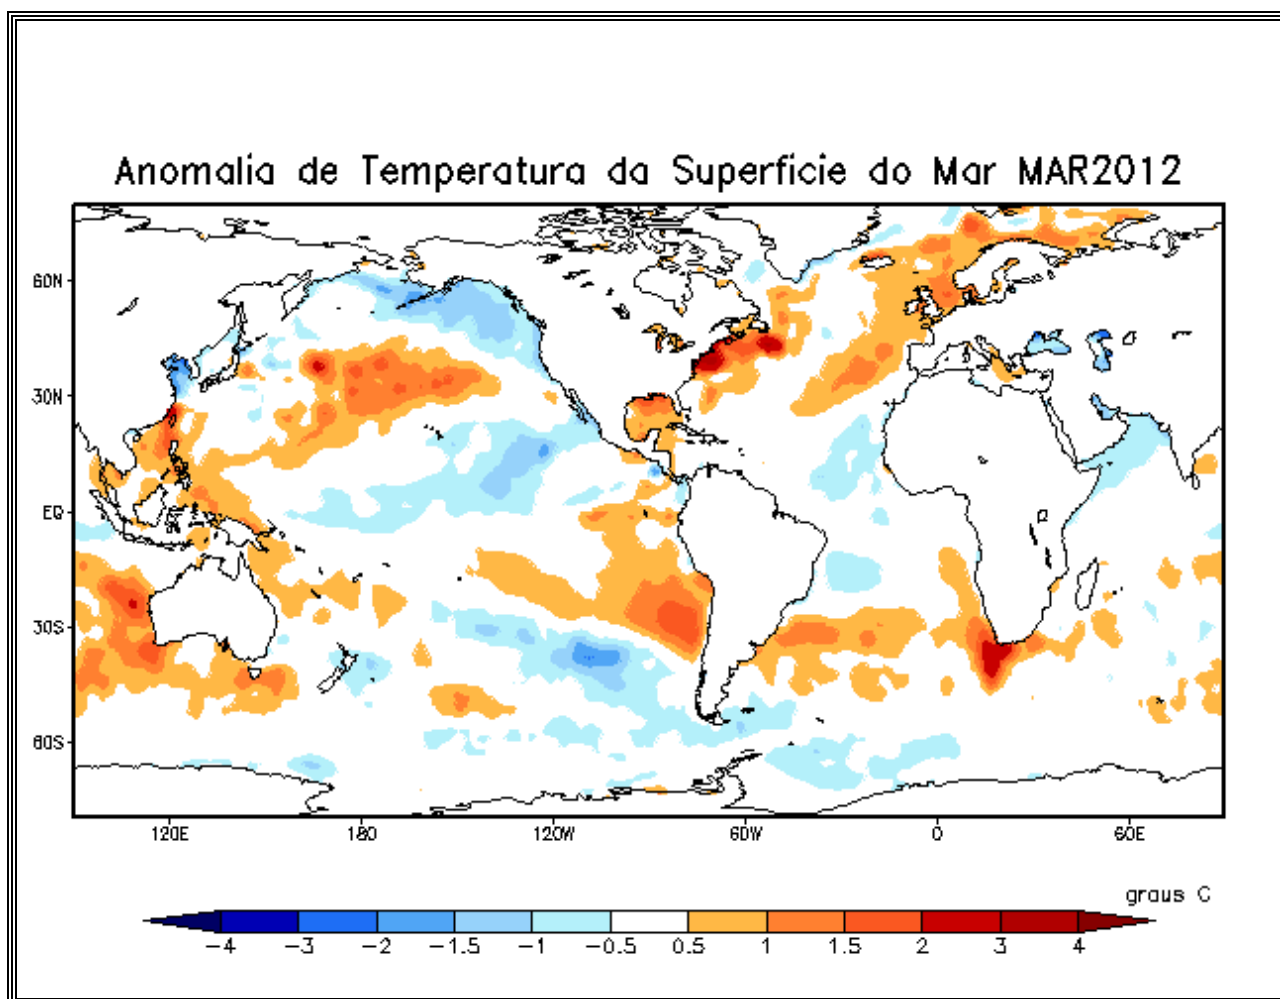 Anomalia de Temperatura da Superficie do Mar MAR2012
60N
30N
EQ
30S
60S
120E 180 120W 60W 0 60E
graus C
-4 -3 -2 -1.5 -1 -0.5 0.5 1 1.5 2 3 4